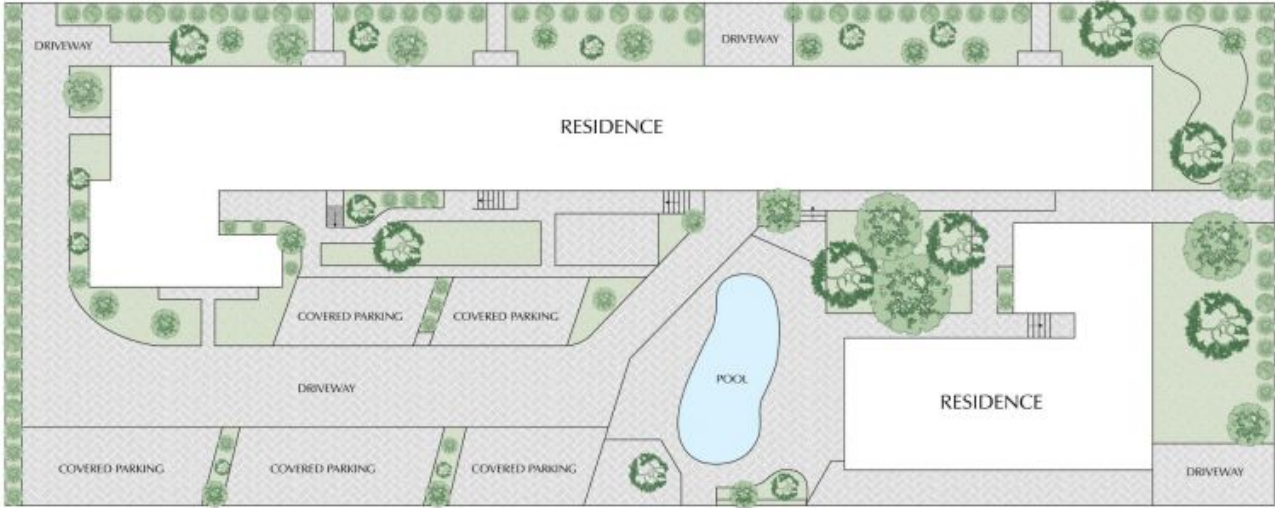 DRIVEWAY
DRIVEWAY
RESIDENCE
COVERED PARKING
COVERED PARKING
POOL
DRIVEWAY
RESIDENCE
COVERED PARKING
COVERED PARKING
COVERED PARKING
DRIVEWAY